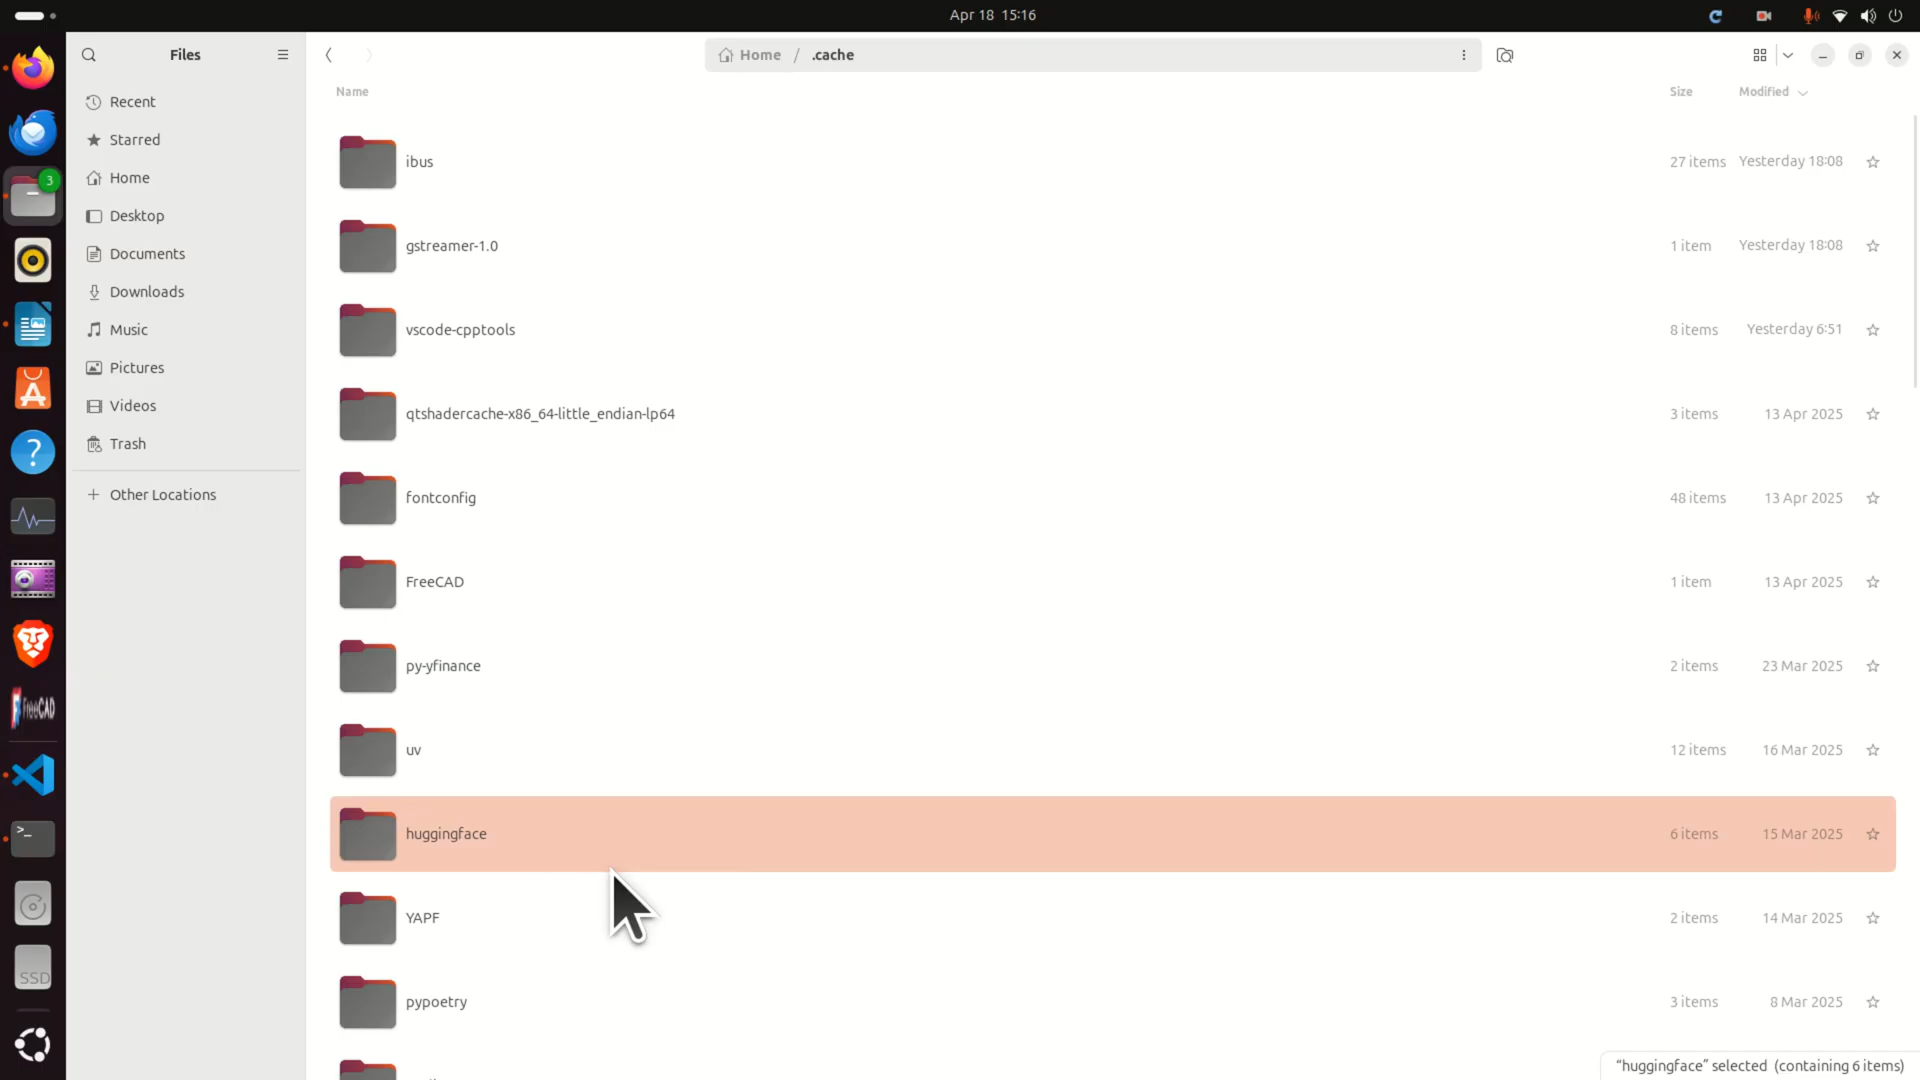 Apr 18 15:16
Files
Home / .cache
Name
Size
Modified
Recent
Starred
Home
Desktop
Documents
Downloads
Music
Pictures
Videos
Trash
+ Other Locations
ibus 27 items Yesterday 18:08
gstreamer-1.0 1 item Yesterday 18:08
vscode-cpptools 8 items Yesterday 6:51
qtshadercache-x86_64-little_endian-lp64 3 items 13 Apr 2025
fontconfig 48 items 13 Apr 2025
FreeCAD 1 item 13 Apr 2025
py-yfinance 2 items 23 Mar 2025
uv 12 items 16 Mar 2025
huggingface 6 items 15 Mar 2025
YAPF 2 items 14 Mar 2025
pypoetry 3 items 8 Mar 2025
"huggingface" selected (containing 6 items)
3
A
?
FreeCAD
>_
SSD